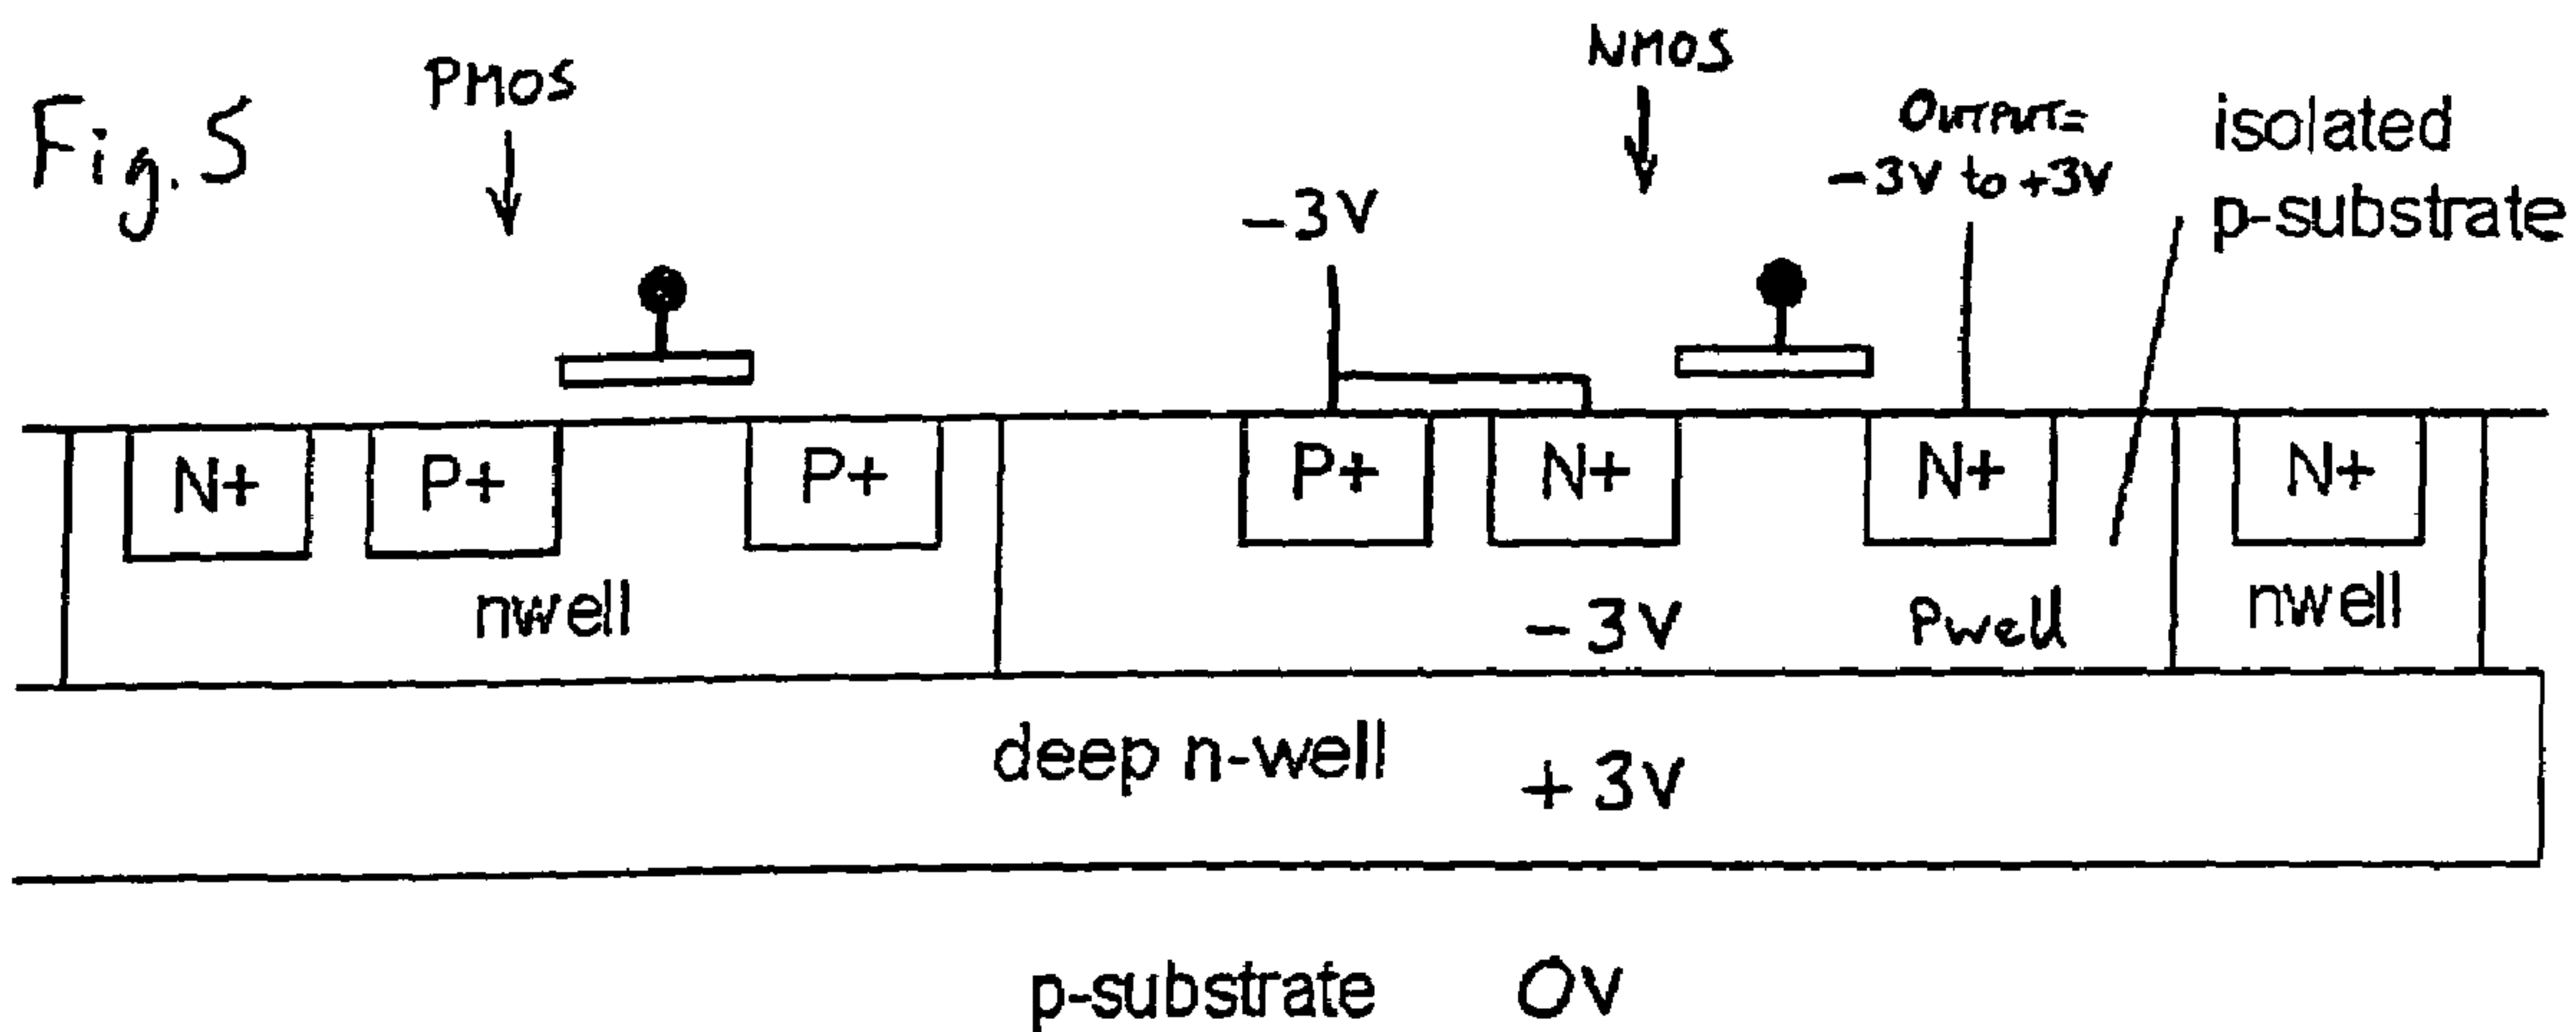 Fig. 5
PMOS
NMOS
OUTPUT=
-3V to +3V
isolated
p-substrate
-3V
N+
P+
P+
P+
N+
N+
N+
nwell
-3V
Pwell
nwell
deep n-well
+3V
p-substrate
0V